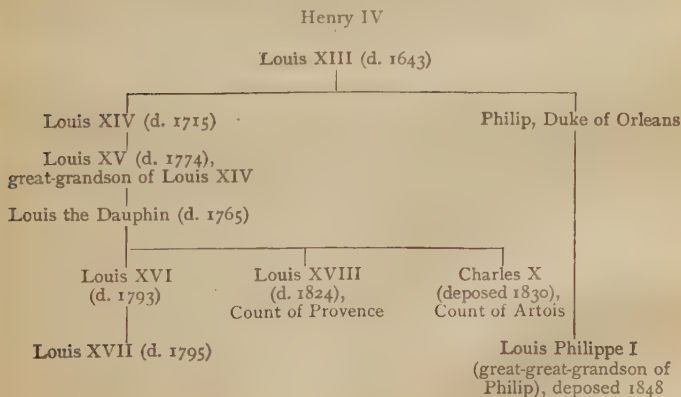 Henry IV
Louis XIII (d. 1643)
Louis XIV (d. 1715)
Philip, Duke of Orleans
Louis XV (d. 1774),
great-grandson of Louis XIV
Louis the Dauphin (d. 1765)
Louis XVI
(d. 1793)
Louis XVIII
(d. 1824),
Count of Provence
Charles X
(deposed 1830),
Count of Artois
Louis XVII (d. 1795)
Louis Philippe I
(great-great-grandson of
Philip), deposed 1848